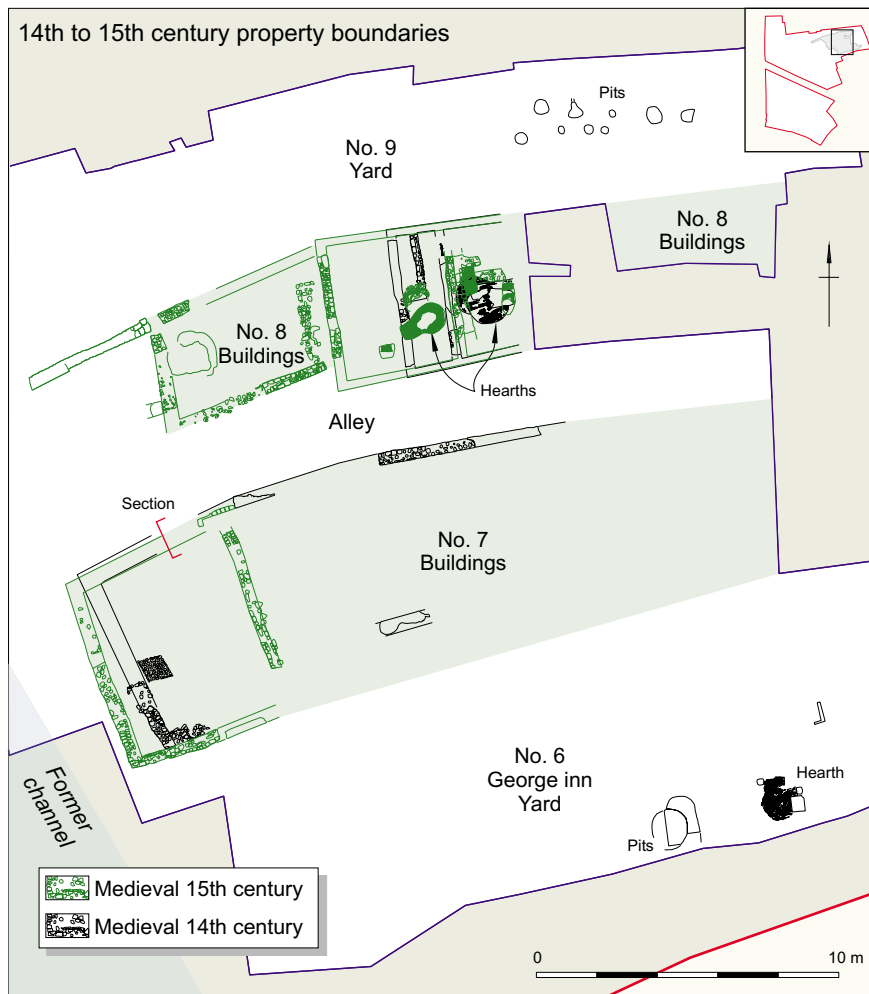 14th to 15th century property boundaries
Pits
No. 9
Yard
No. 8
Buildings
No. 8
Buildings
Hearths
Alley
Section
No. 7
Buildings
No. 6
George inn
Yard
Hearth
Pits
Former
channel
Medieval 15th century
Medieval 14th century
0
10 m